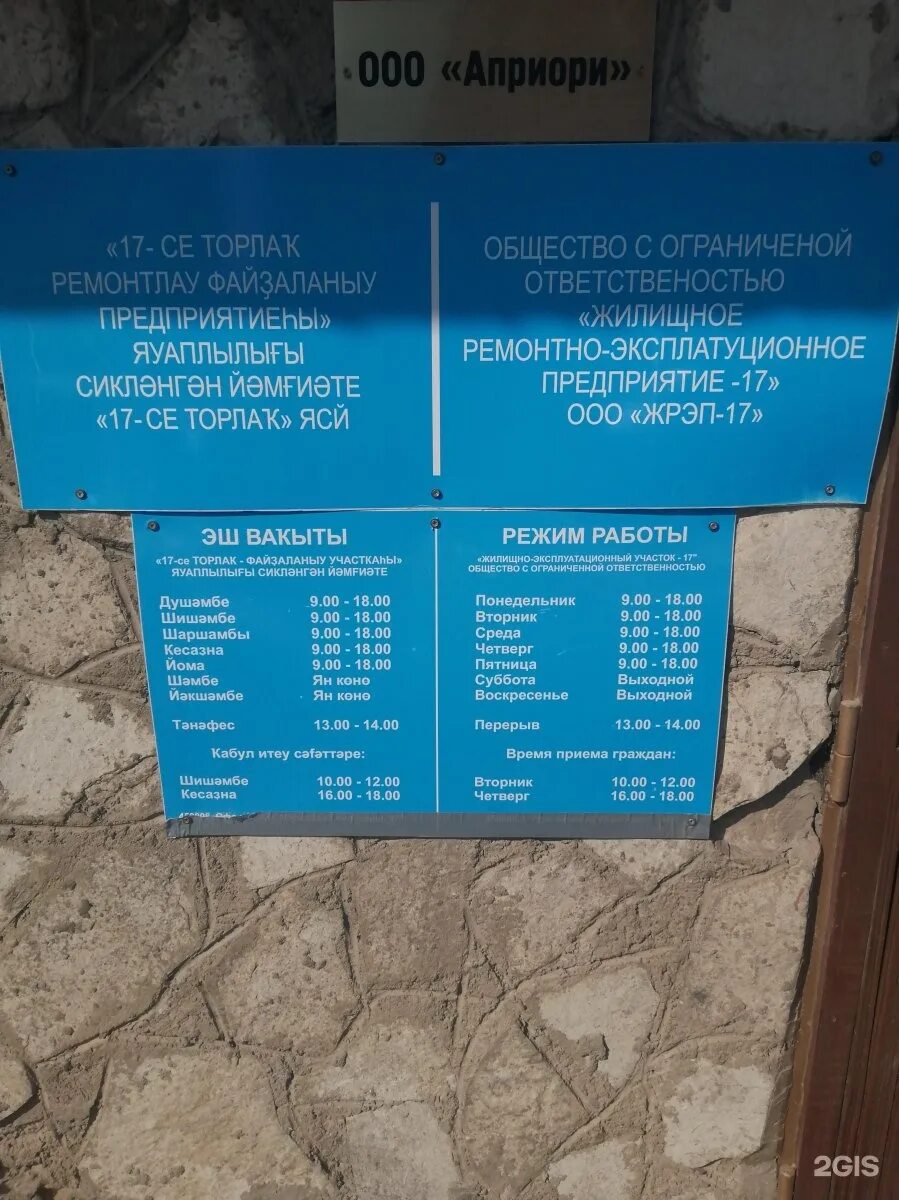 ООО «Априори»
«17- СЕ ТОРЛАҠ
РЕМОНТЛАУ ФАЙҘАЛАНЫУ
ПРЕДПРИЯТИЕҺЫ»
ЯУАПЛЫЛЫҒЫ
СИКЛӘНГӘН ЙӘМҒИӘТЕ
«17- СЕ ТОРЛАҠ» ЯСЙ
ОБЩЕСТВО С ОГРАНИЧЕНОЙ
ОТВЕТСТВЕНОСТЬЮ
«ЖИЛИЩНОЕ
РЕМОНТНО-ЭКСПЛАТУЦИОННОЕ
ПРЕДПРИЯТИЕ -17»
ООО «ЖРЭП-17»
ЭШ ВАҠЫТЫ
«17-се ТОРЛАК - ФАЙҘАЛАНЫУ УЧАСТКАҺЫ»
ЯУАПЛЫЛЫҒЫ СИКЛӘНГӘН ЙӘМҒИӘТЕ
Душәмбе 9.00 - 18.00
Шишәмбе 9.00 - 18.00
Шаршамбы 9.00 - 18.00
Кесазна 9.00 - 18.00
Йома 9.00 - 18.00
Шәмбе Ял көнө
Йәкшәмбе Ял көнө
Тәнәфес 13.00 - 14.00
Кабул итеу сәғәттәре:
Шишәмбе 10.00 - 12.00
Кесазна 16.00 - 18.00
РЕЖИМ РАБОТЫ
«ЖИЛИЩНО-ЭКСПЛУАТАЦИОННЫЙ УЧАСТОК - 17"
ОБЩЕСТВО С ОГРАНИЧЕННОЙ ОТВЕТСТВЕННОСТЬЮ
Понедельник 9.00 - 18.00
Вторник 9.00 - 18.00
Среда 9.00 - 18.00
Четверг 9.00 - 18.00
Пятница 9.00 - 18.00
Суббота Выходной
Воскресенье Выходной
Перерыв 13.00 - 14.00
Время приема граждан:
Вторник 10.00 - 12.00
Четверг 16.00 - 18.00
2GIS